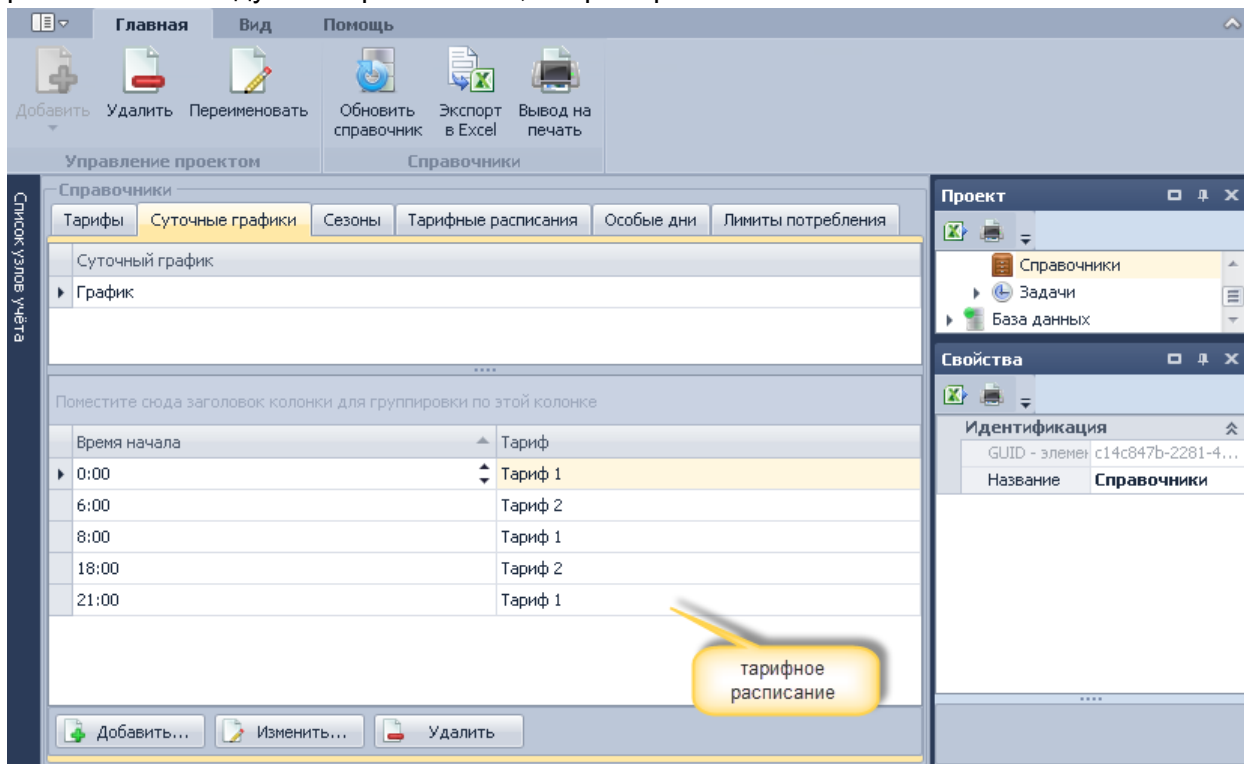 Главная Вид Помощь
Добавить Удалить Переименовать Обновить справочник Экспорт в Excel Вывод на печать
Управление проектом Справочники
Список узлов учёта
Справочники
Тарифы Суточные графики Сезоны Тарифные расписания Особые дни Лимиты потребления
Суточный график
График
Поместите сюда заголовок колонки для группировки по этой колонке
Время начала Тариф
0:00 Тариф 1
6:00 Тариф 2
8:00 Тариф 1
18:00 Тариф 2
21:00 Тариф 1
тарифное
расписание
Добавить... Изменить... Удалить
Проект
Справочники
Задачи
База данных
Свойства
Идентификация
GUID - элемен c14c847b-2281-4...
Название Справочники